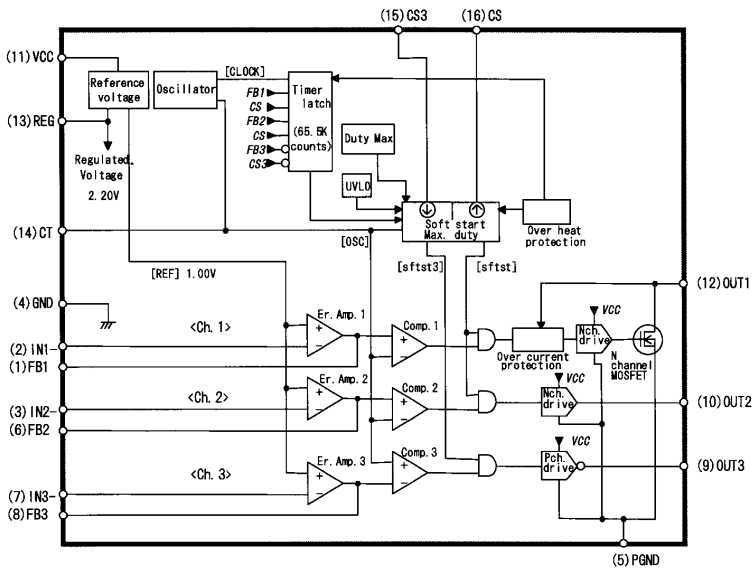 (15)CS3
(16)CS
(11)VCC
Reference
voltage
Oscillator
[CLOCK]
Timer
latch
(65.5K
counts)
FB1
CS
FB2
CS
FB3
CS3
(13)REG
Regulated
Voltage
2.20V
Duty Max
UVLO
Soft start
Max. duty
Over heat
protection
(14)CT
[OSC]
[sftst3]
[sftst]
[REF] 1.00V
(12)OUT1
(4)GND
<Ch. 1>
Er. Amp. 1
Comp. 1
VCC
Nch.
drive
Over current
protection
N
channel
MOSFET
(2)IN1-
(1)FB1
<Ch. 2>
Er. Amp. 2
Comp. 2
VCC
Nch.
drive
(3)IN2-
(6)FB2
(10)OUT2
<Ch. 3>
Er. Amp. 3
Comp. 3
VCC
Pch.
drive
(9)OUT3
(7)IN3-
(8)FB3
(5)PGND